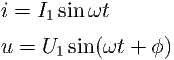 i = I₁ sin ωt
u = U₁ sin(ωt + ϕ)